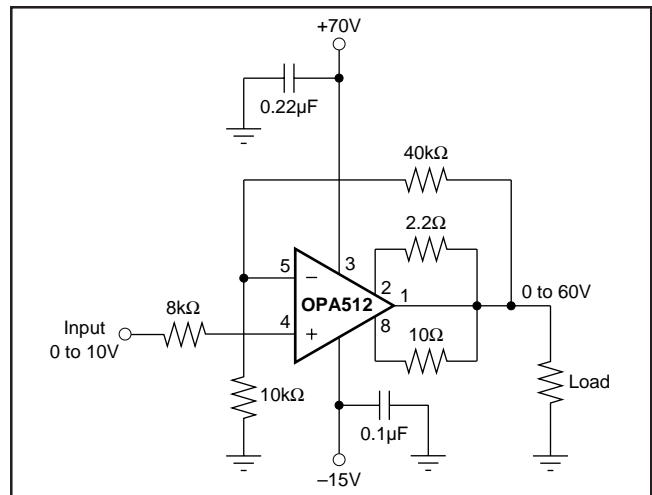 +70V
0.22µF
40kΩ
2.2Ω
5
–
3
2
OPA512
1
0 to 60V
8kΩ
4
+
8
Input
0 to 10V
10Ω
Load
10kΩ
0.1µF
–15V